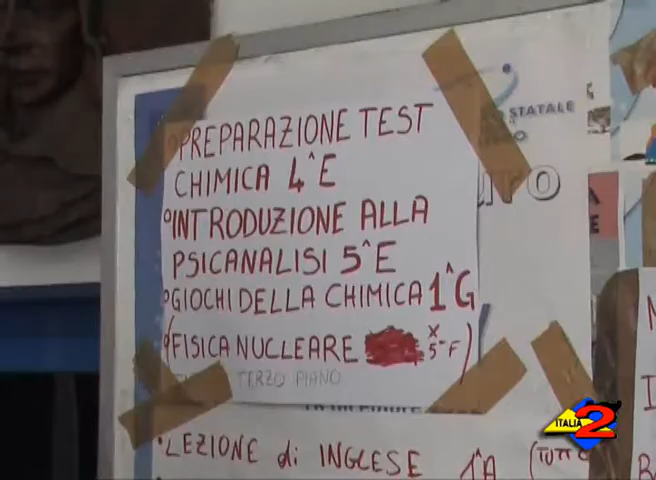 STATALE
°PREPARAZIONE TEST
CHIMICA 4^E
°INTRODUZIONE ALLA
PSICANALISI 5^E
°GIOCHI DELLA CHIMICA 1^G
(FISICA NUCLEARE X 5^F)
TERZO PIANO
• LEZIONE di INGLESE 1^A (TUTTO
ITALIA 2